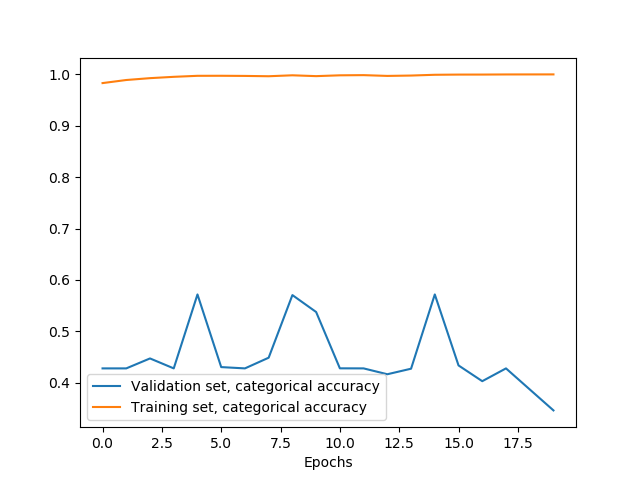 1.0
0.9
0.8
0.7
0.6
0.5
0.4
Validation set, categorical accuracy
Training set, categorical accuracy
0.0 2.5 5.0 7.5 10.0 12.5 15.0 17.5
Epochs